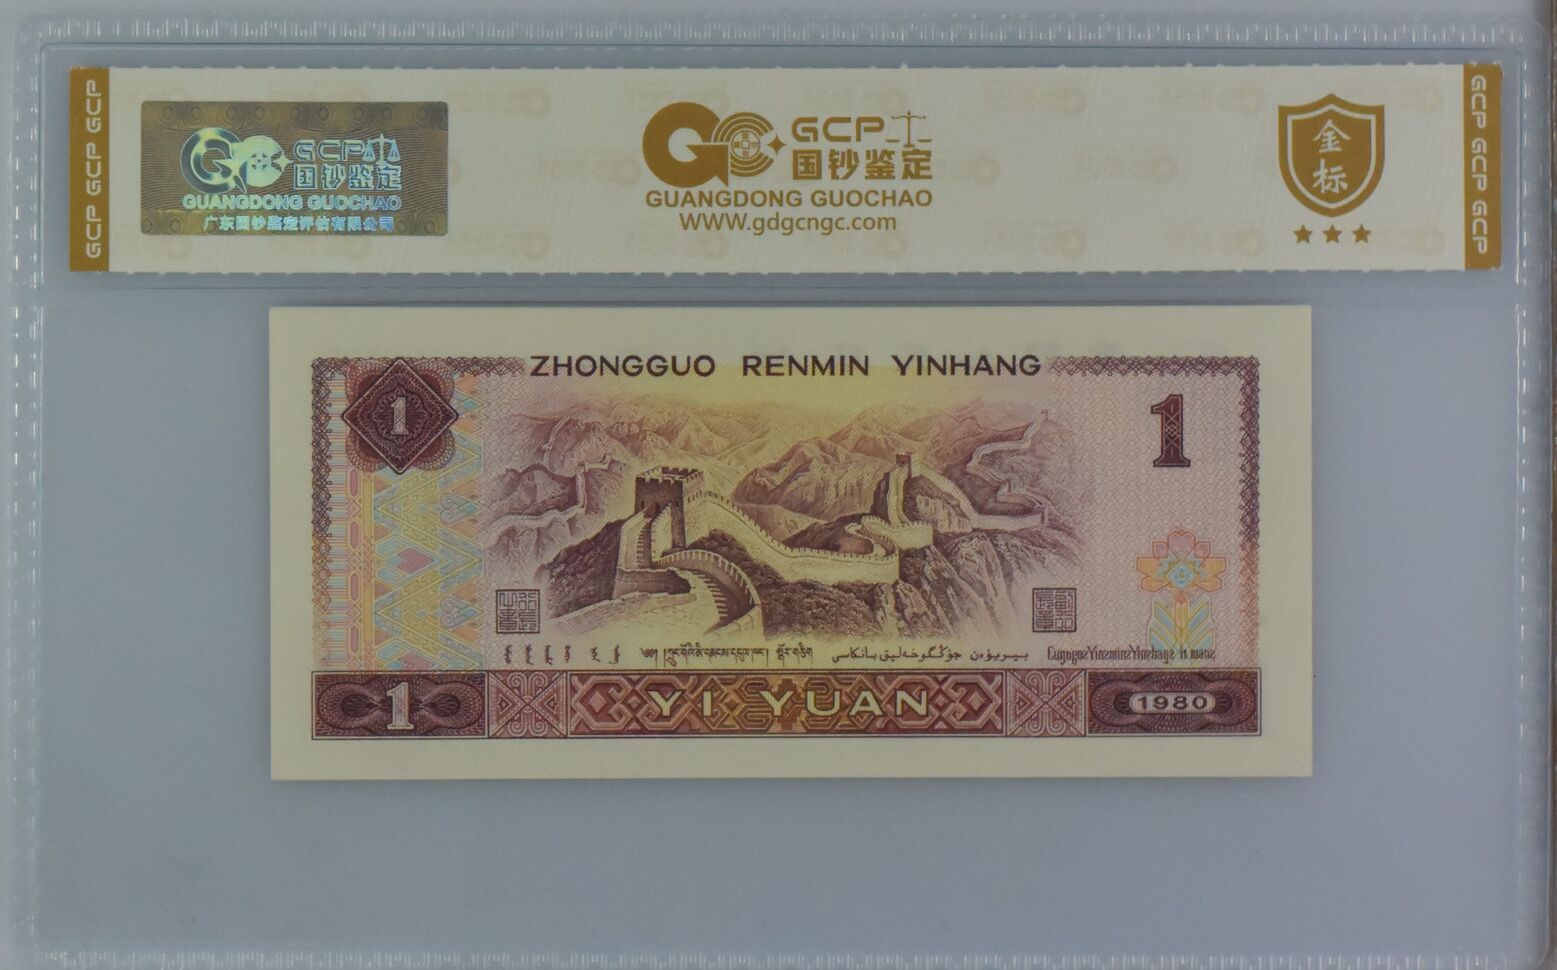 GCP GCP GCP
GCP
国钞鉴定
GUANGDONG GUOCHAO
广东国钞鉴定评估有限公司
GCP
国钞鉴定
GUANGDONG GUOCHAO
WWW.gdgcngc.com
金
标
GCP GCP GCP
ZHONGGUO RENMIN YINHANG
1
1
1
YI YUAN
1980